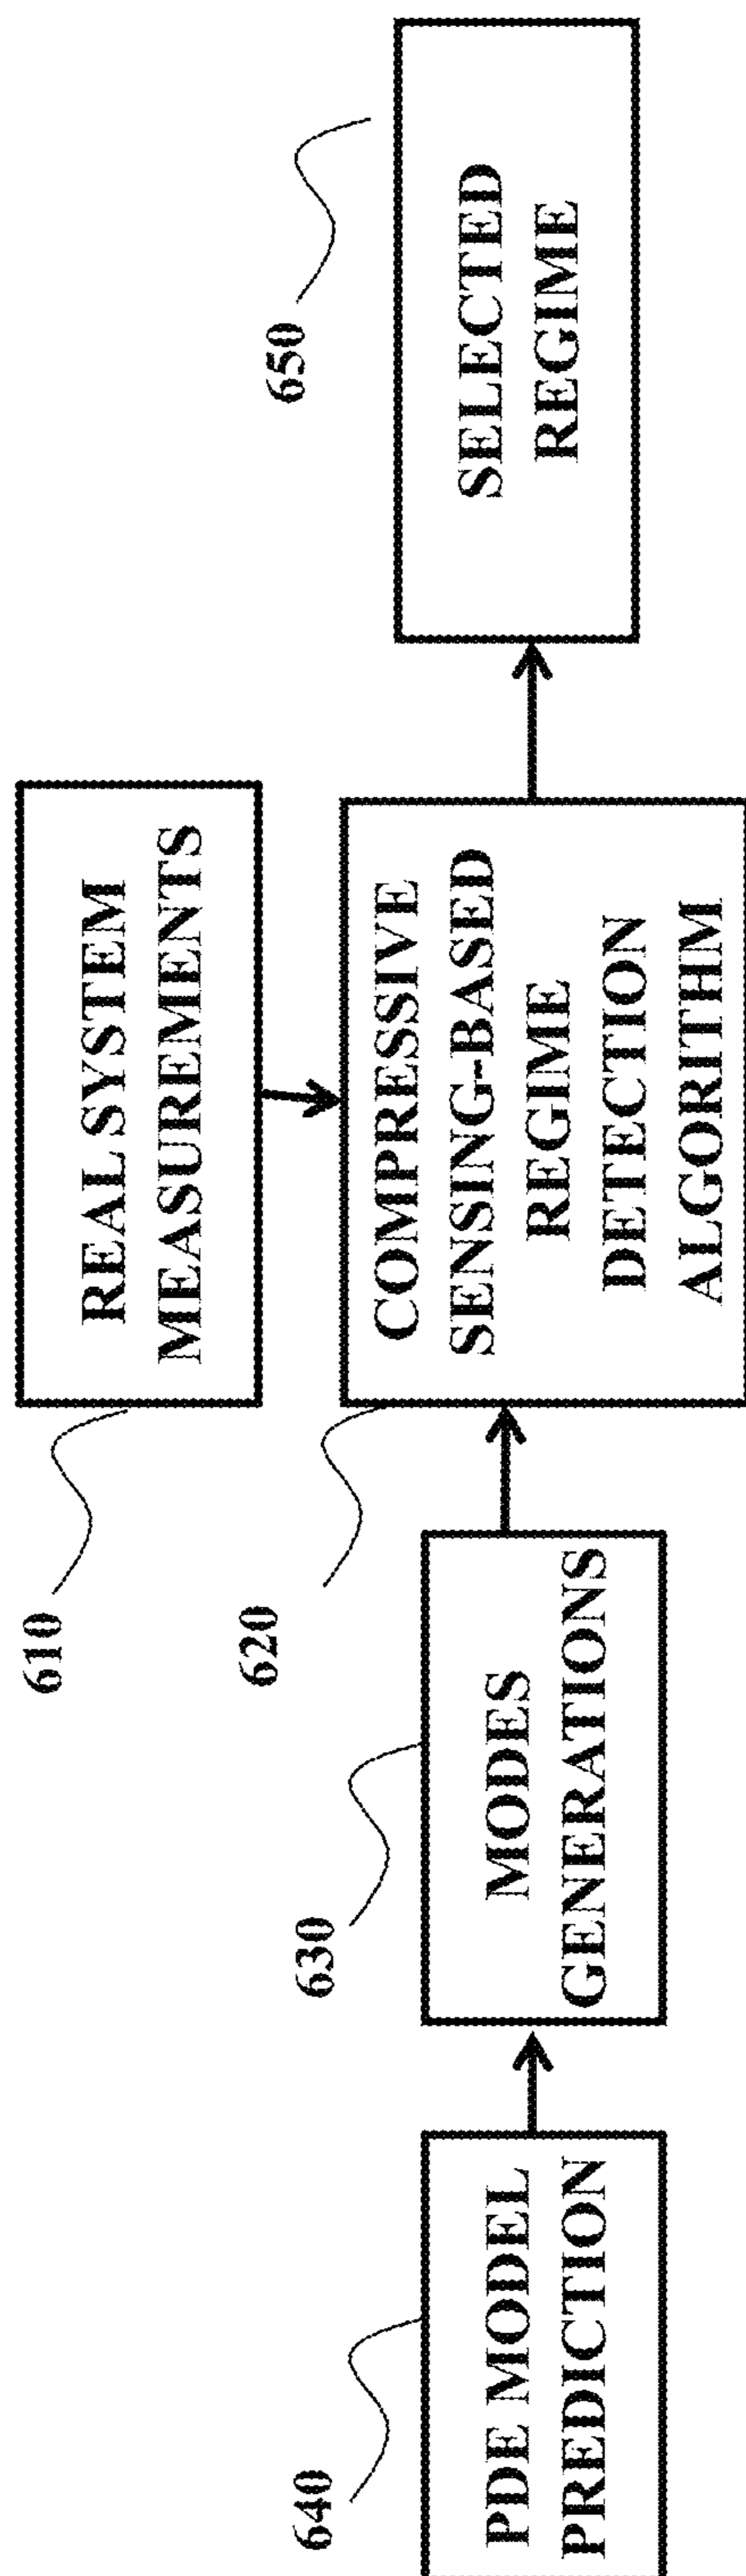 610
REAL SYSTEM
MEASUREMENTS
640
PDE MODEL
PREDICTION
630
MODES
GENERATIONS
620
COMPRESSIVE
SENSING-BASED
REGIME
DETECTION
ALGORITHM
650
SELECTED
REGIME